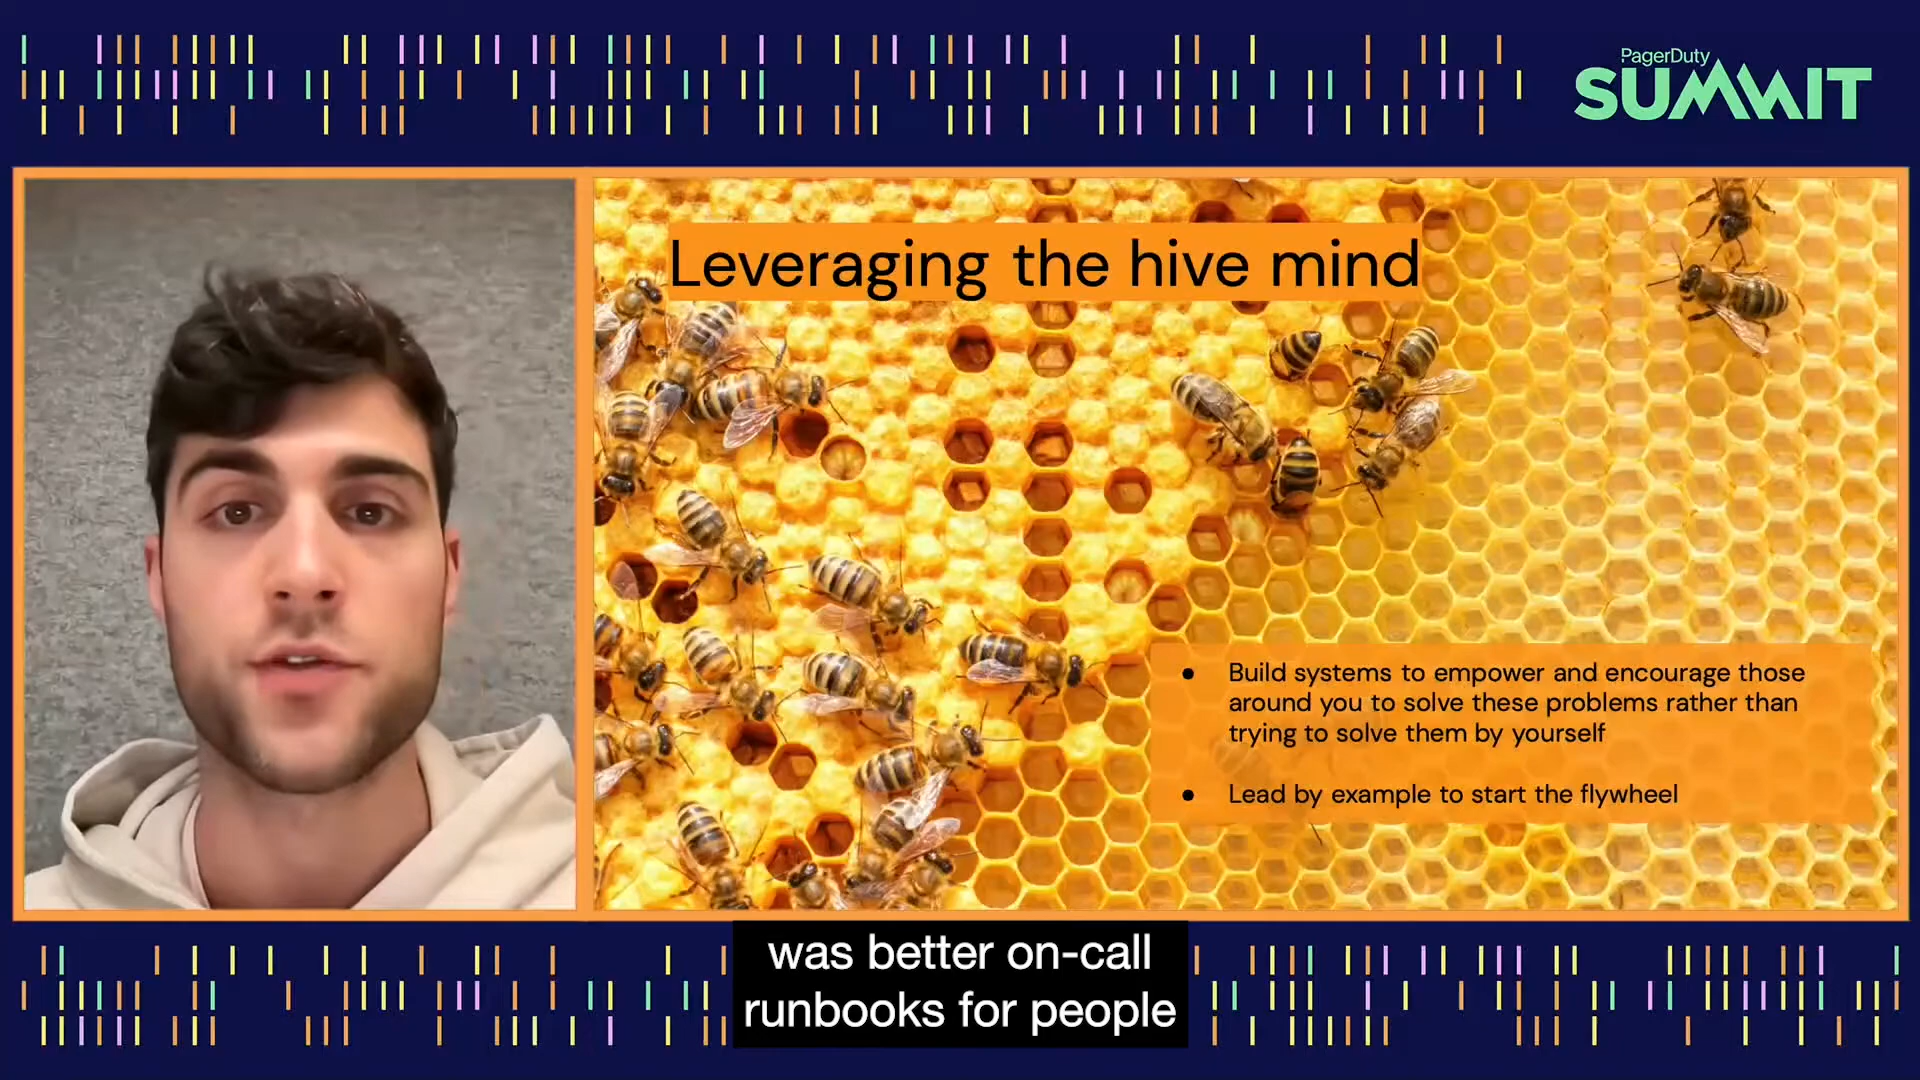 PagerDuty
SUMMIT
Leveraging the hive mind
● Build systems to empower and encourage those
around you to solve these problems rather than
trying to solve them by yourself
● Lead by example to start the flywheel
was better on-call
runbooks for people